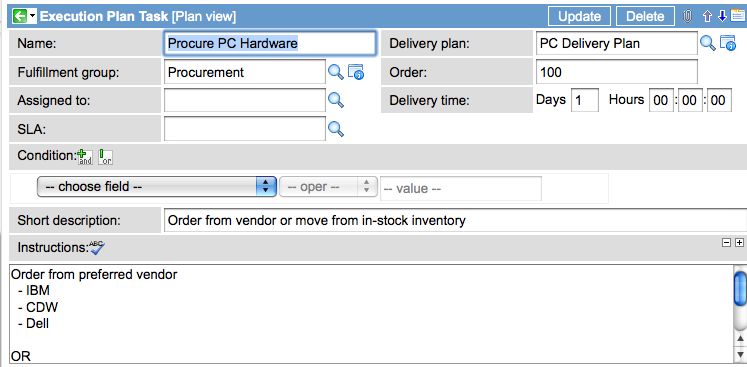 Execution Plan Task [Plan view] Update Delete
Name: Procure PC Hardware Delivery plan: PC Delivery Plan
Fulfillment group: Procurement Order: 100
Assigned to: Delivery time: Days 1 Hours 00 : 00 : 00
SLA:
Condition: and or
-- choose field -- -- oper -- -- value --
Short description: Order from vendor or move from in-stock inventory
Instructions: ABC
Order from preferred vendor
- IBM
- CDW
- Dell
OR